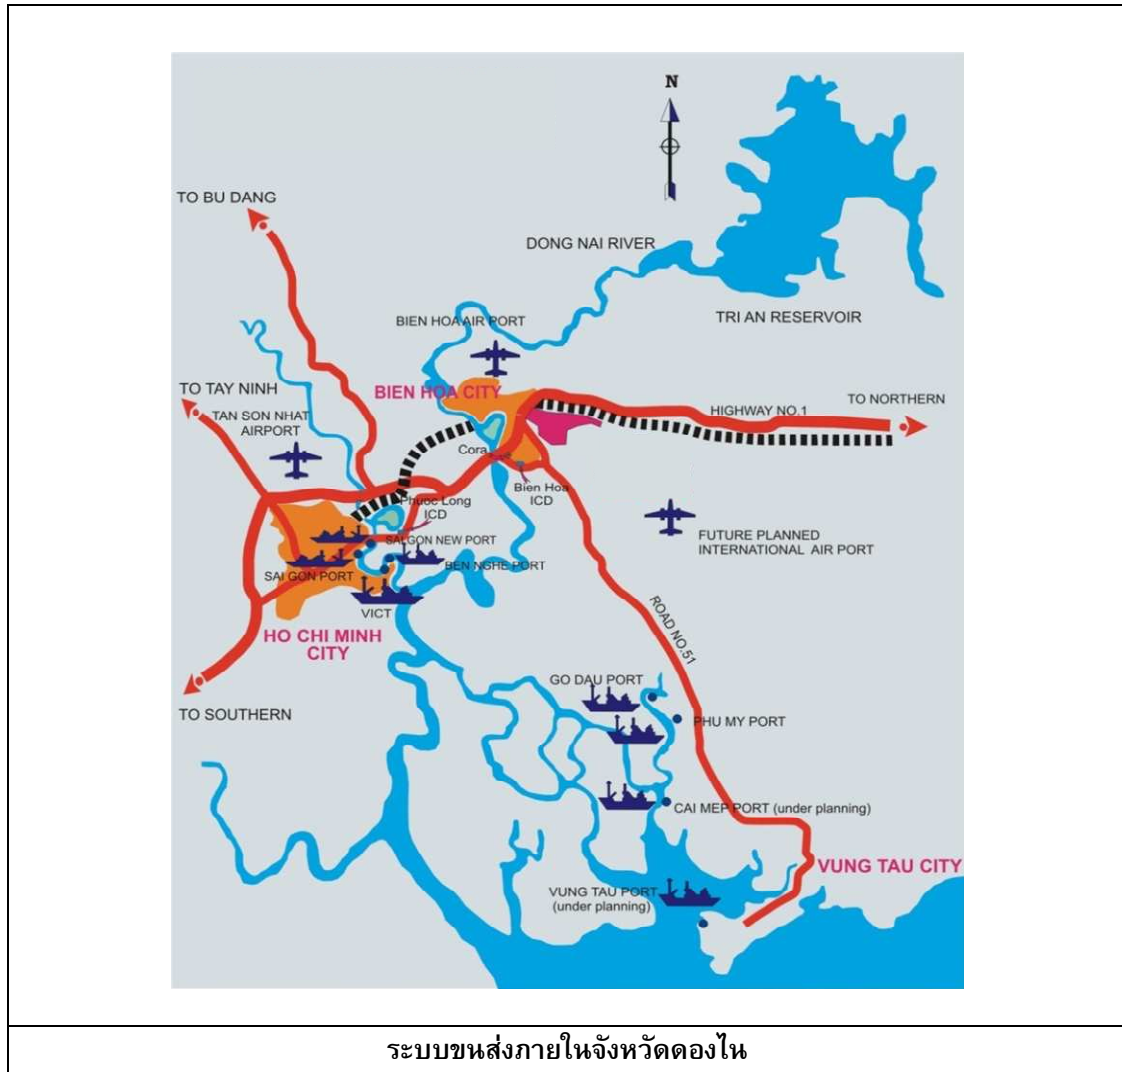 N
TO BU DANG
DONG NAI RIVER
TRI AN RESERVOIR
BIEN HOA AIR PORT
TO TAY NINH
BIEN HOA CITY
TO NORTHERN
HIGHWAY NO.1
TAN SON NHAT
AIRPORT
Cora
Bien Hoa
ICD
Phuoc Long
ICD
FUTURE PLANNED
INTERNATIONAL AIR PORT
SAIGON NEW PORT
BEN NGHE PORT
SAI GON PORT
VICT
HO CHI MINH
CITY
ROAD NO.51
GO DAU PORT
TO SOUTHERN
PHU MY PORT
CAI MEP PORT (under planning)
VUNG TAU CITY
VUNG TAU PORT
(under planning)
ระบบขนส่งภายในจังหวัดดองไน